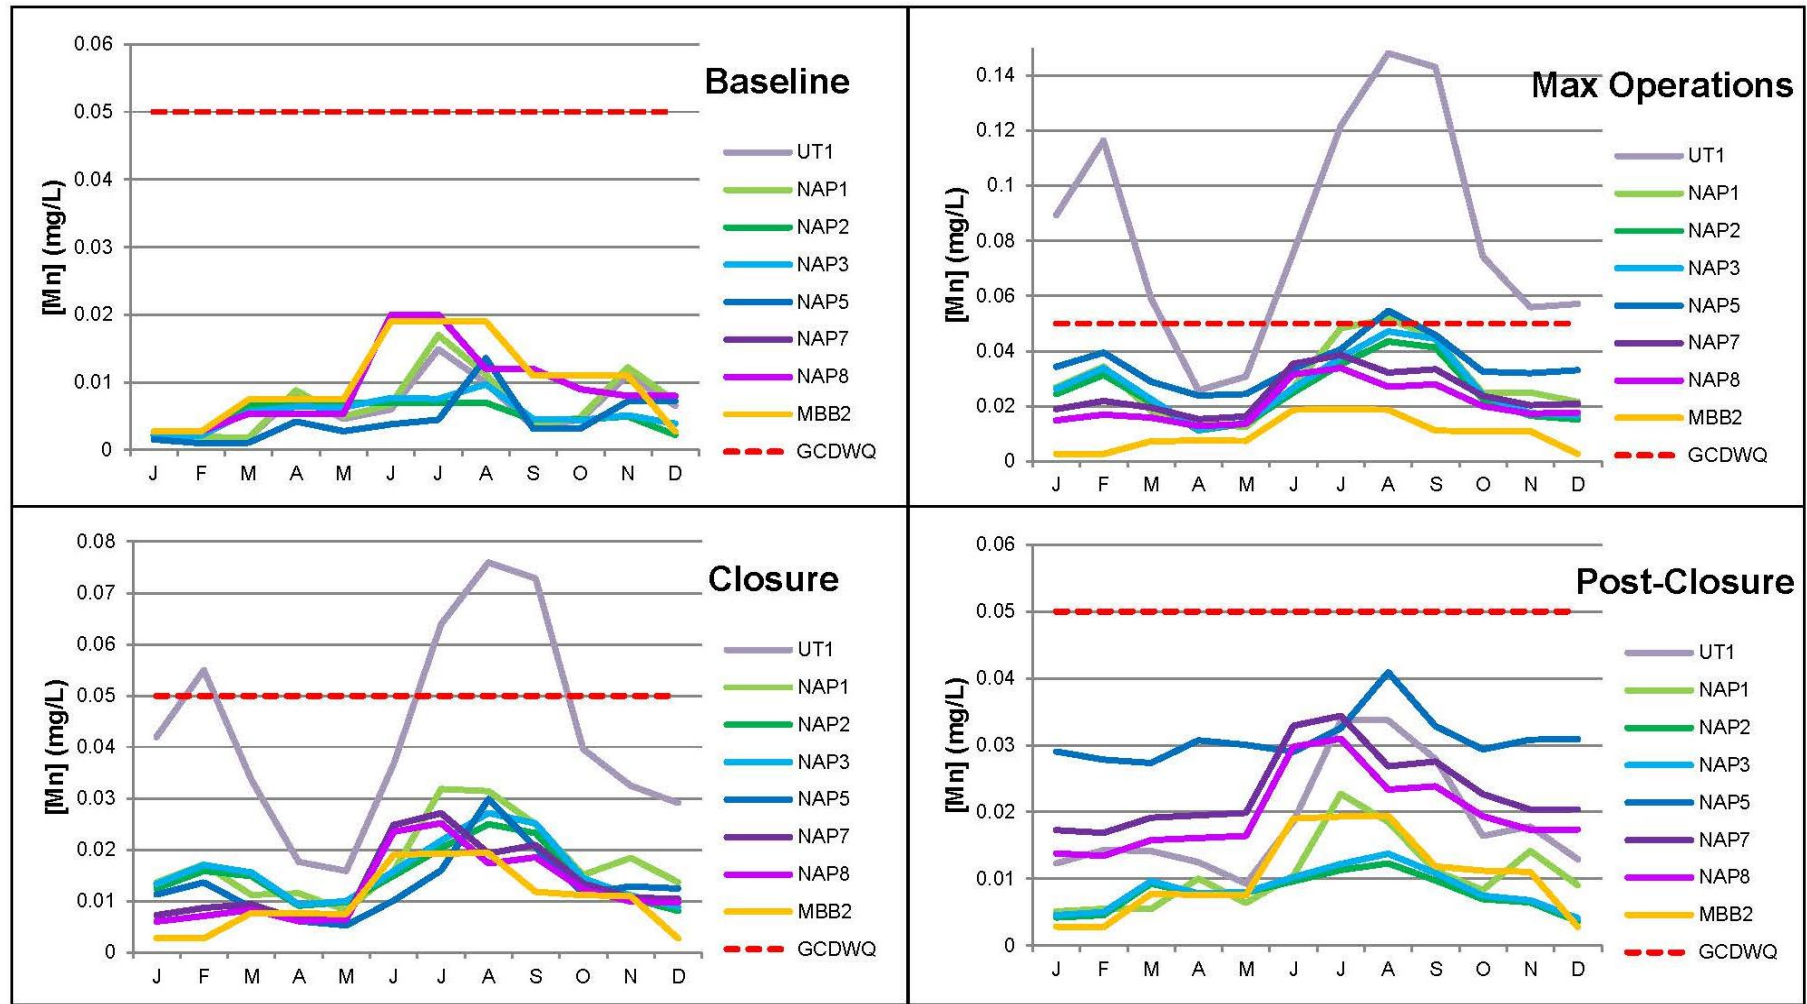 Baseline
[Mn] (mg/L)
0.06
0.05
0.04
0.03
0.02
0.01
0
J F M A M J J A S O N D
UT1
NAP1
NAP2
NAP3
NAP5
NAP7
NAP8
MBB2
GCDWQ
Max Operations
[Mn] (mg/L)
0.14
0.12
0.1
0.08
0.06
0.04
0.02
0
J F M A M J J A S O N D
UT1
NAP1
NAP2
NAP3
NAP5
NAP7
NAP8
MBB2
GCDWQ
Closure
[Mn] (mg/L)
0.08
0.07
0.06
0.05
0.04
0.03
0.02
0.01
0
J F M A M J J A S O N D
UT1
NAP1
NAP2
NAP3
NAP5
NAP7
NAP8
MBB2
GCDWQ
Post-Closure
[Mn] (mg/L)
0.06
0.05
0.04
0.03
0.02
0.01
0
J F M A M J J A S O N D
UT1
NAP1
NAP2
NAP3
NAP5
NAP7
NAP8
MBB2
GCDWQ